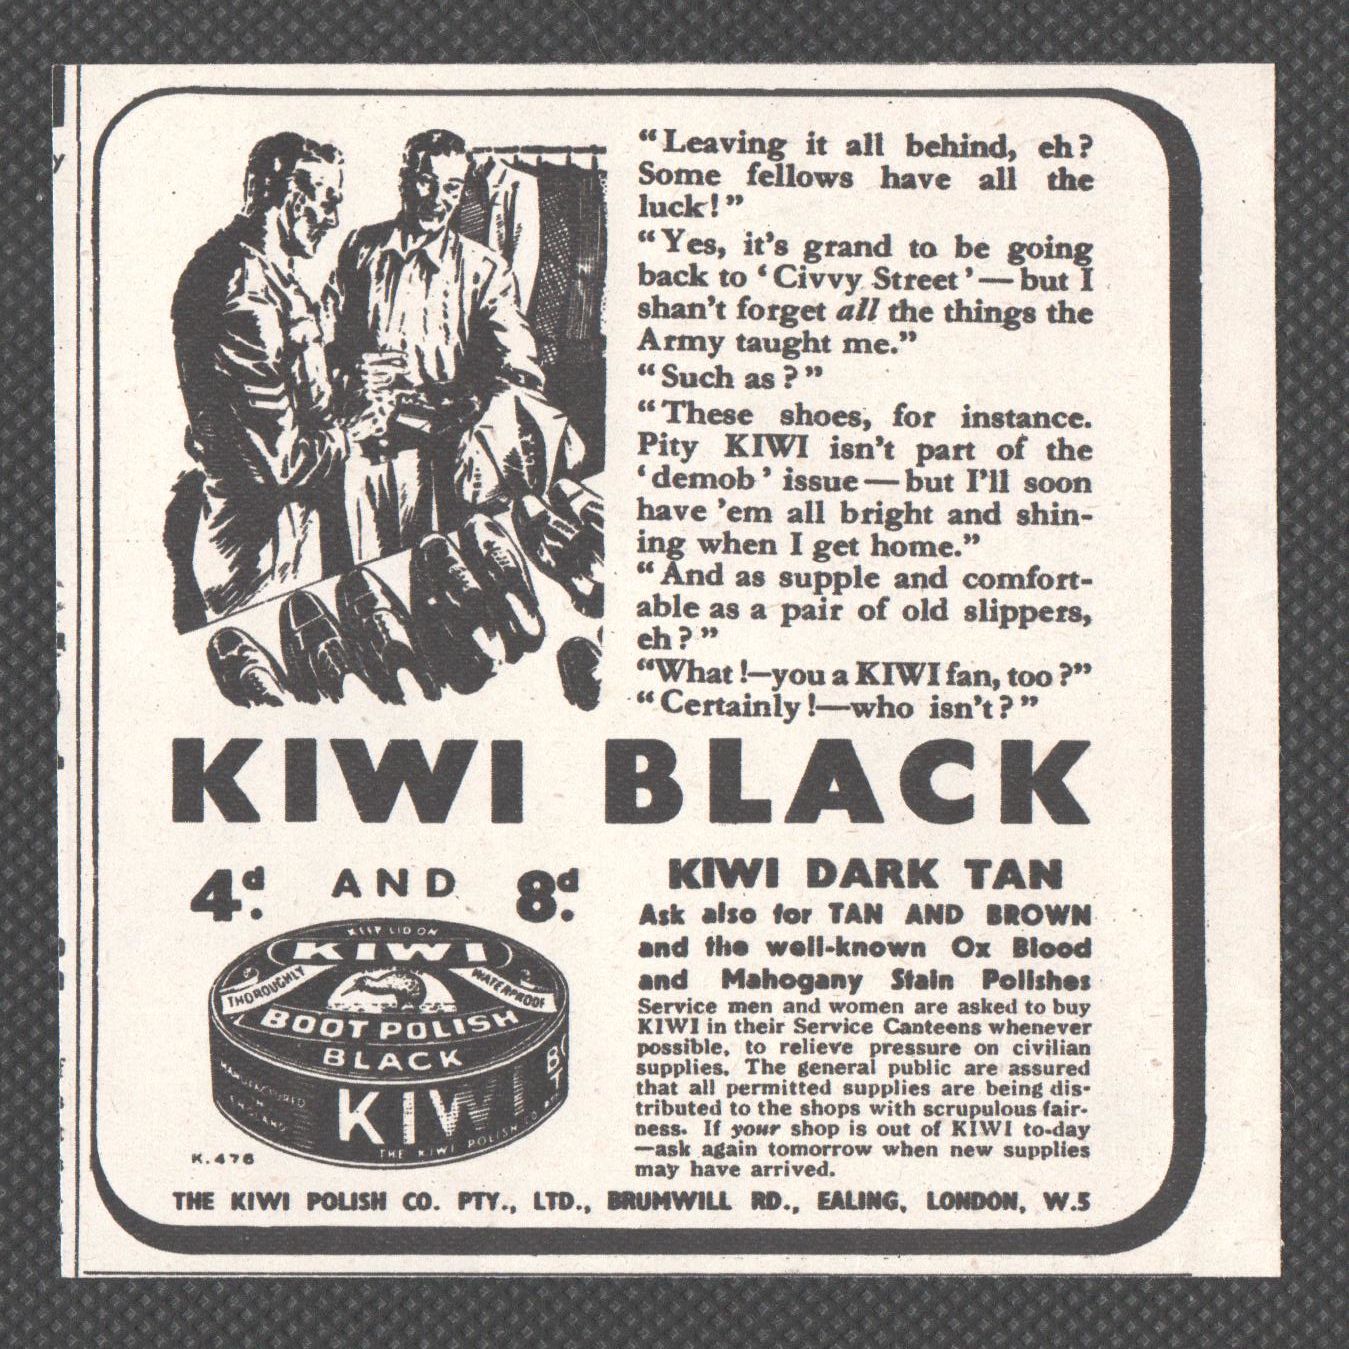 “Leaving it all behind, eh?
Some fellows have all the
luck!”
“Yes, it's grand to be going
back to ‘Civvy Street’—but I
shan't forget all the things the
Army taught me.”
“Such as?”
“These shoes, for instance.
Pity KIWI isn't part of the
‘demob’ issue—but I'll soon
have 'em all bright and shin-
ing when I get home.”
“And as supple and comfort-
able as a pair of old slippers,
eh?”
“What!—you a KIWI fan, too?”
“Certainly!—who isn't?”
KIWI BLACK
4d. AND 8d.
KEEP LID ON
KIWI
THOROUGHLY WATERPROOF
BOOT POLISH
BLACK
MANUFACTURED
IN
ENGLAND
KIWI
THE KIWI POLISH CO
K.476
KIWI DARK TAN
Ask also for TAN AND BROWN
and the well-known Ox Blood
and Mahogany Stain Polishes
Service men and women are asked to buy
KIWI in their Service Canteens whenever
possible, to relieve pressure on civilian
supplies. The general public are assured
that all permitted supplies are being dis-
tributed to the shops with scrupulous fair-
ness. If your shop is out of KIWI to-day
—ask again tomorrow when new supplies
may have arrived.
THE KIWI POLISH CO. PTY., LTD., BRUMWILL RD., EALING, LONDON, W.5